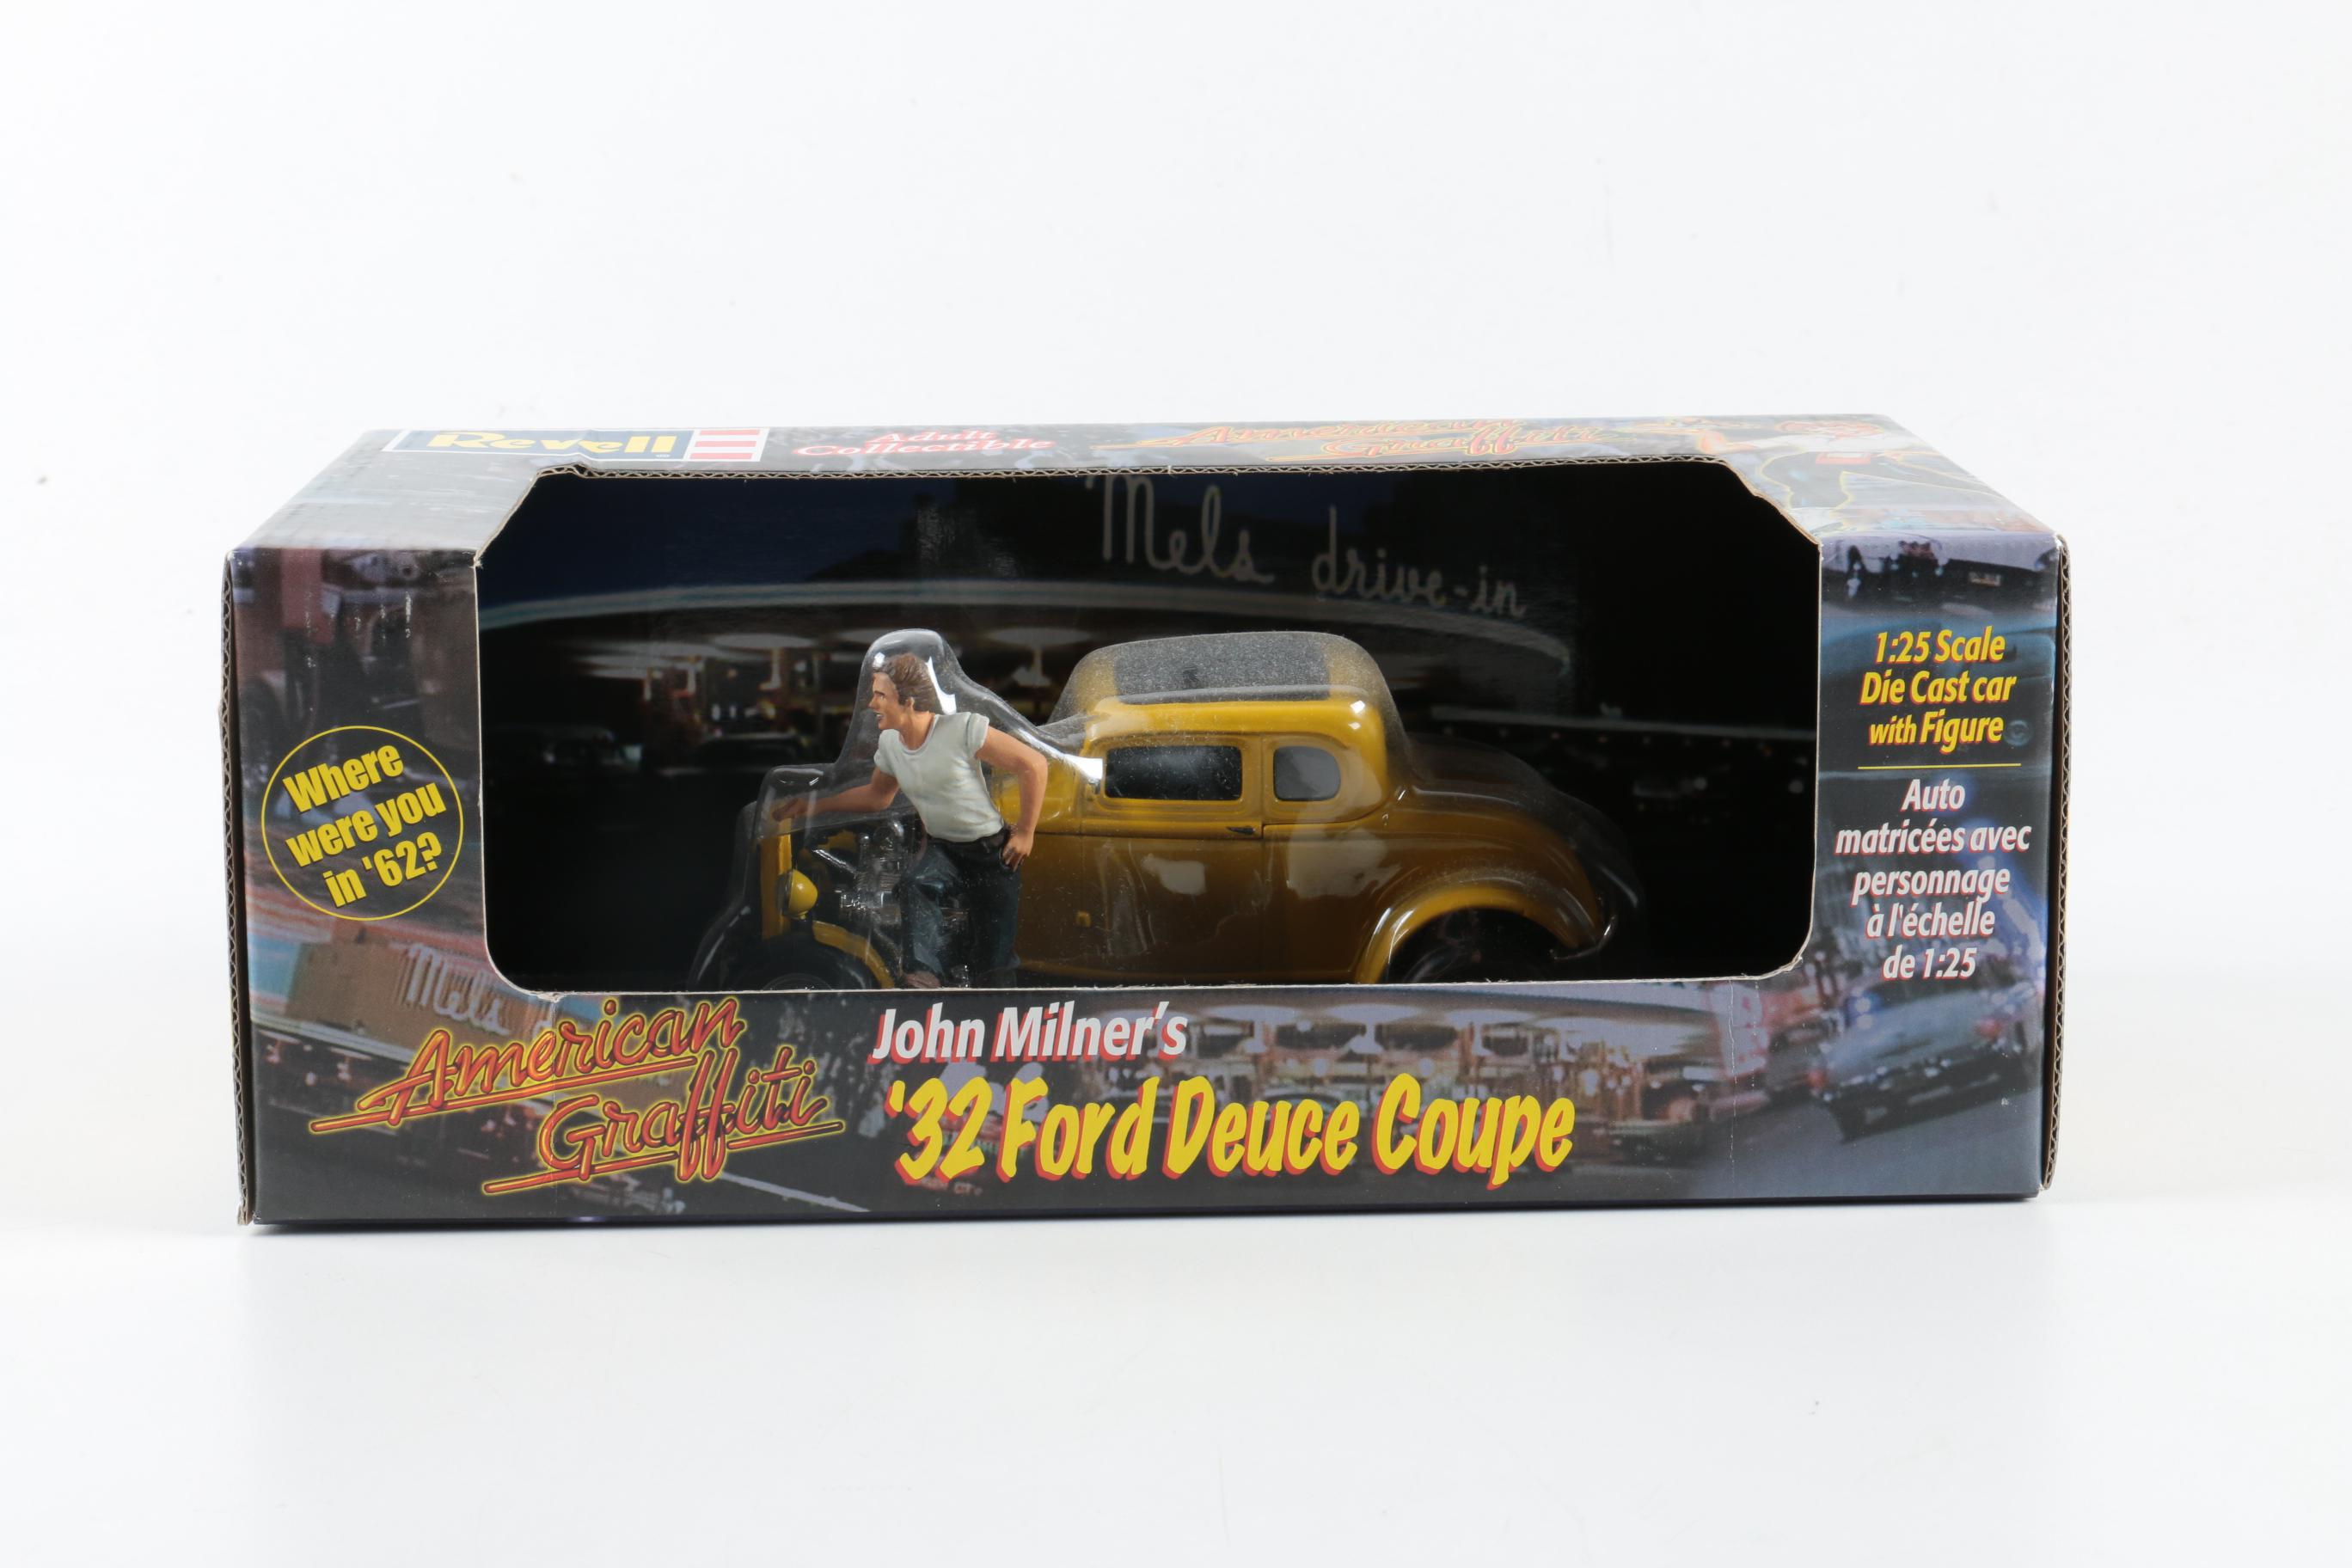 Revell
Adult
Collectible
American
Graffiti
Mels drive-in
Where
were you
in '62?
1:25 Scale
Die Cast car
with Figure
Auto
matricées avec
personnage
à l'échelle
de 1:25
Mels
American
Graffiti
John Milner's
'32 Ford Deuce Coupe